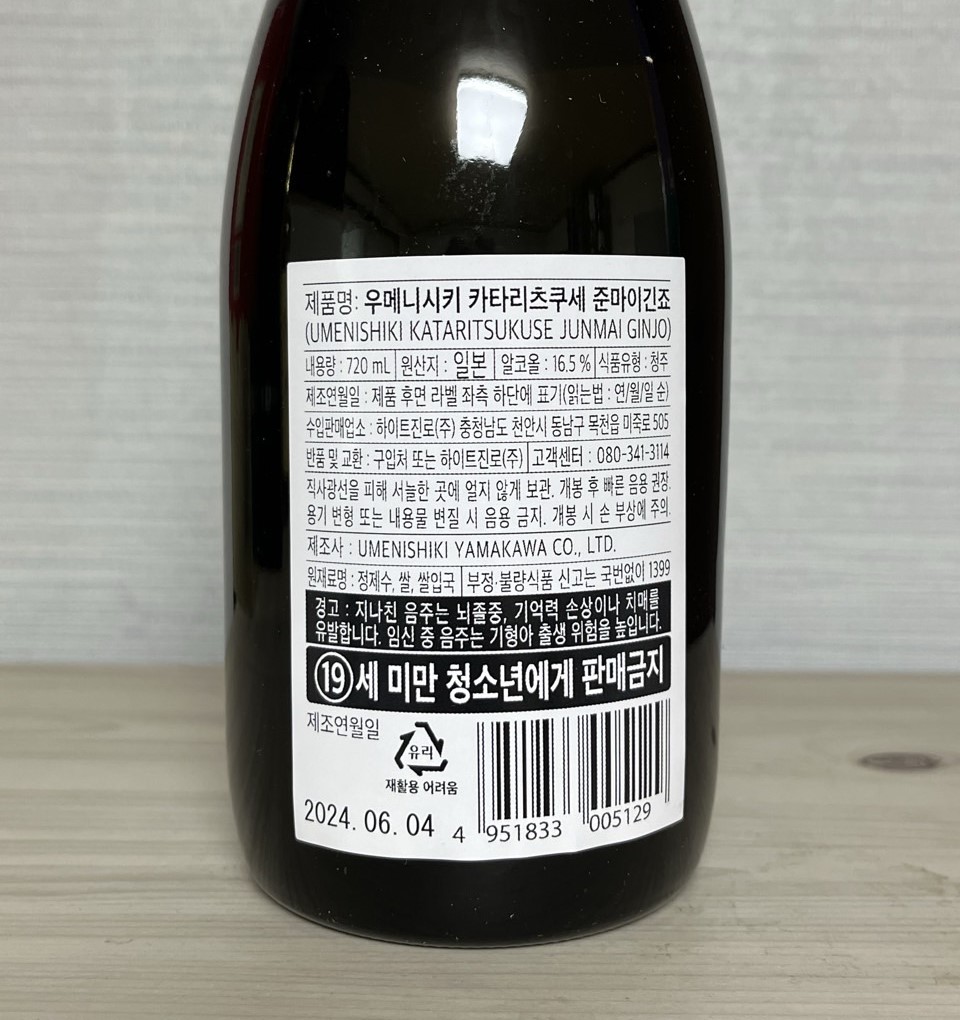 제품명: 우메니시키 카타리츠쿠세 준마이긴죠
(UMENISHIKI KATARITSUKUSE JUNMAI GINJO)
내용량 : 720 mL 원산지 : 일본 알코올 : 16.5 % 식품유형 : 청주
제조연월일 : 제품 후면 라벨 좌측 하단에 표기(읽는법 : 연/월/일 순)
수입판매업소 : 하이트진로(주) 충청남도 천안시 동남구 목천읍 미죽로 505
반품 및 교환 : 구입처 또는 하이트진로(주) 고객센터 : 080-341-3114
직사광선을 피해 서늘한 곳에 얼지 않게 보관. 개봉 후 빠른 음용 권장.
용기 변형 또는 내용물 변질 시 음용 금지. 개봉 시 손 부상에 주의.
제조사 : UMENISHIKI YAMAKAWA CO., LTD.
원재료명 : 정제수, 쌀, 쌀입국 부정·불량식품 신고는 국번없이 1399
경고 : 지나친 음주는 뇌졸중, 기억력 손상이나 치매를
유발합니다. 임신 중 음주는 기형아 출생 위험을 높입니다.
19세 미만 청소년에게 판매금지
제조연월일
유리
재활용 어려움
2024. 06. 04
4 951833 005129